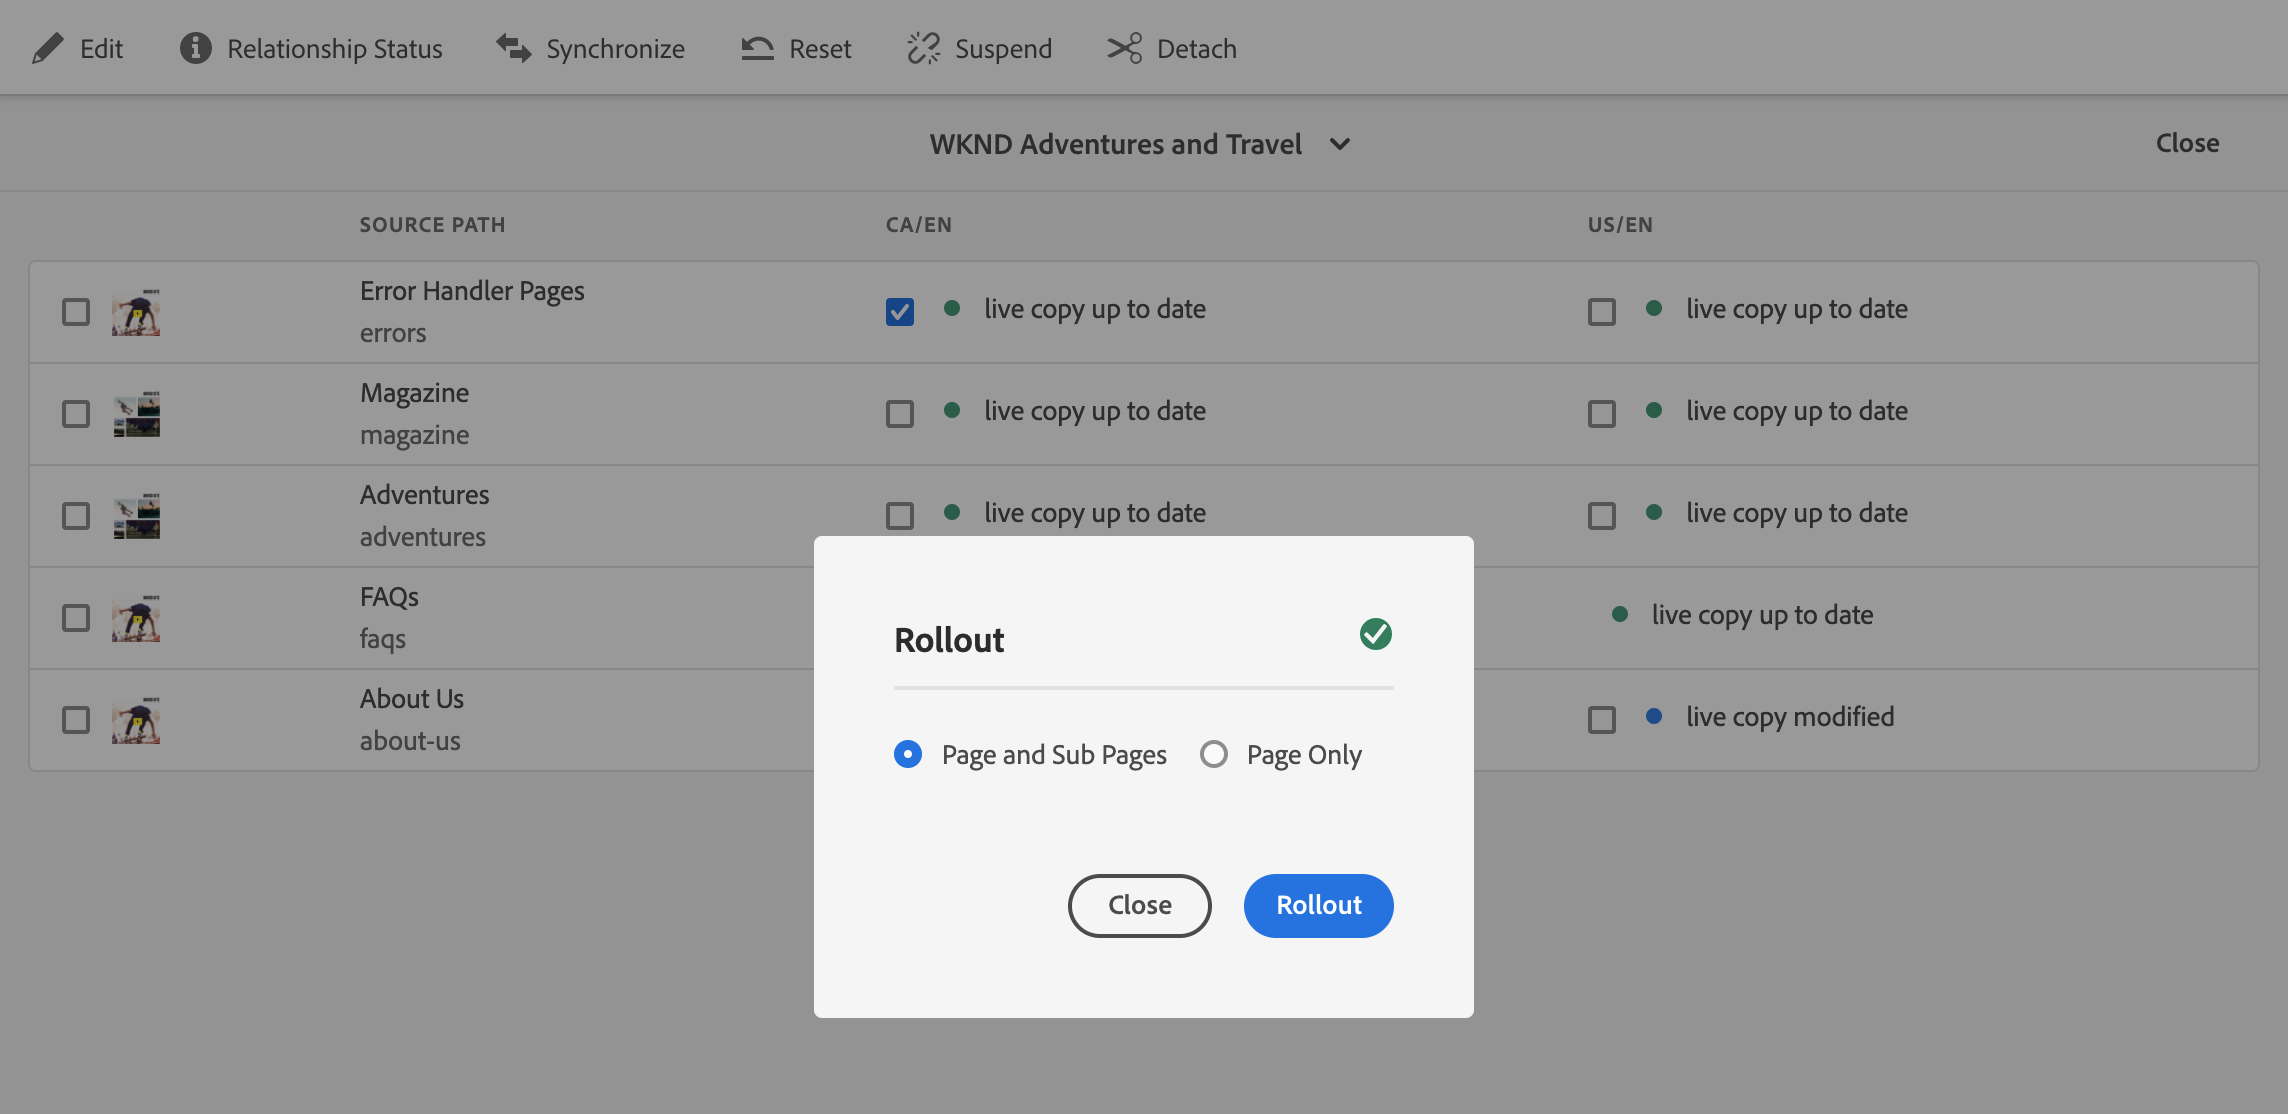 Edit Relationship Status Synchronize Reset Suspend Detach
WKND Adventures and Travel
Close
SOURCE PATH CA/EN US/EN
Error Handler Pages
errors
live copy up to date
live copy up to date
Magazine
magazine
live copy up to date
live copy up to date
Adventures
adventures
live copy up to date
live copy up to date
FAQs
faqs
live copy up to date
About Us
about-us
live copy modified
Rollout
Page and Sub Pages Page Only
Close Rollout